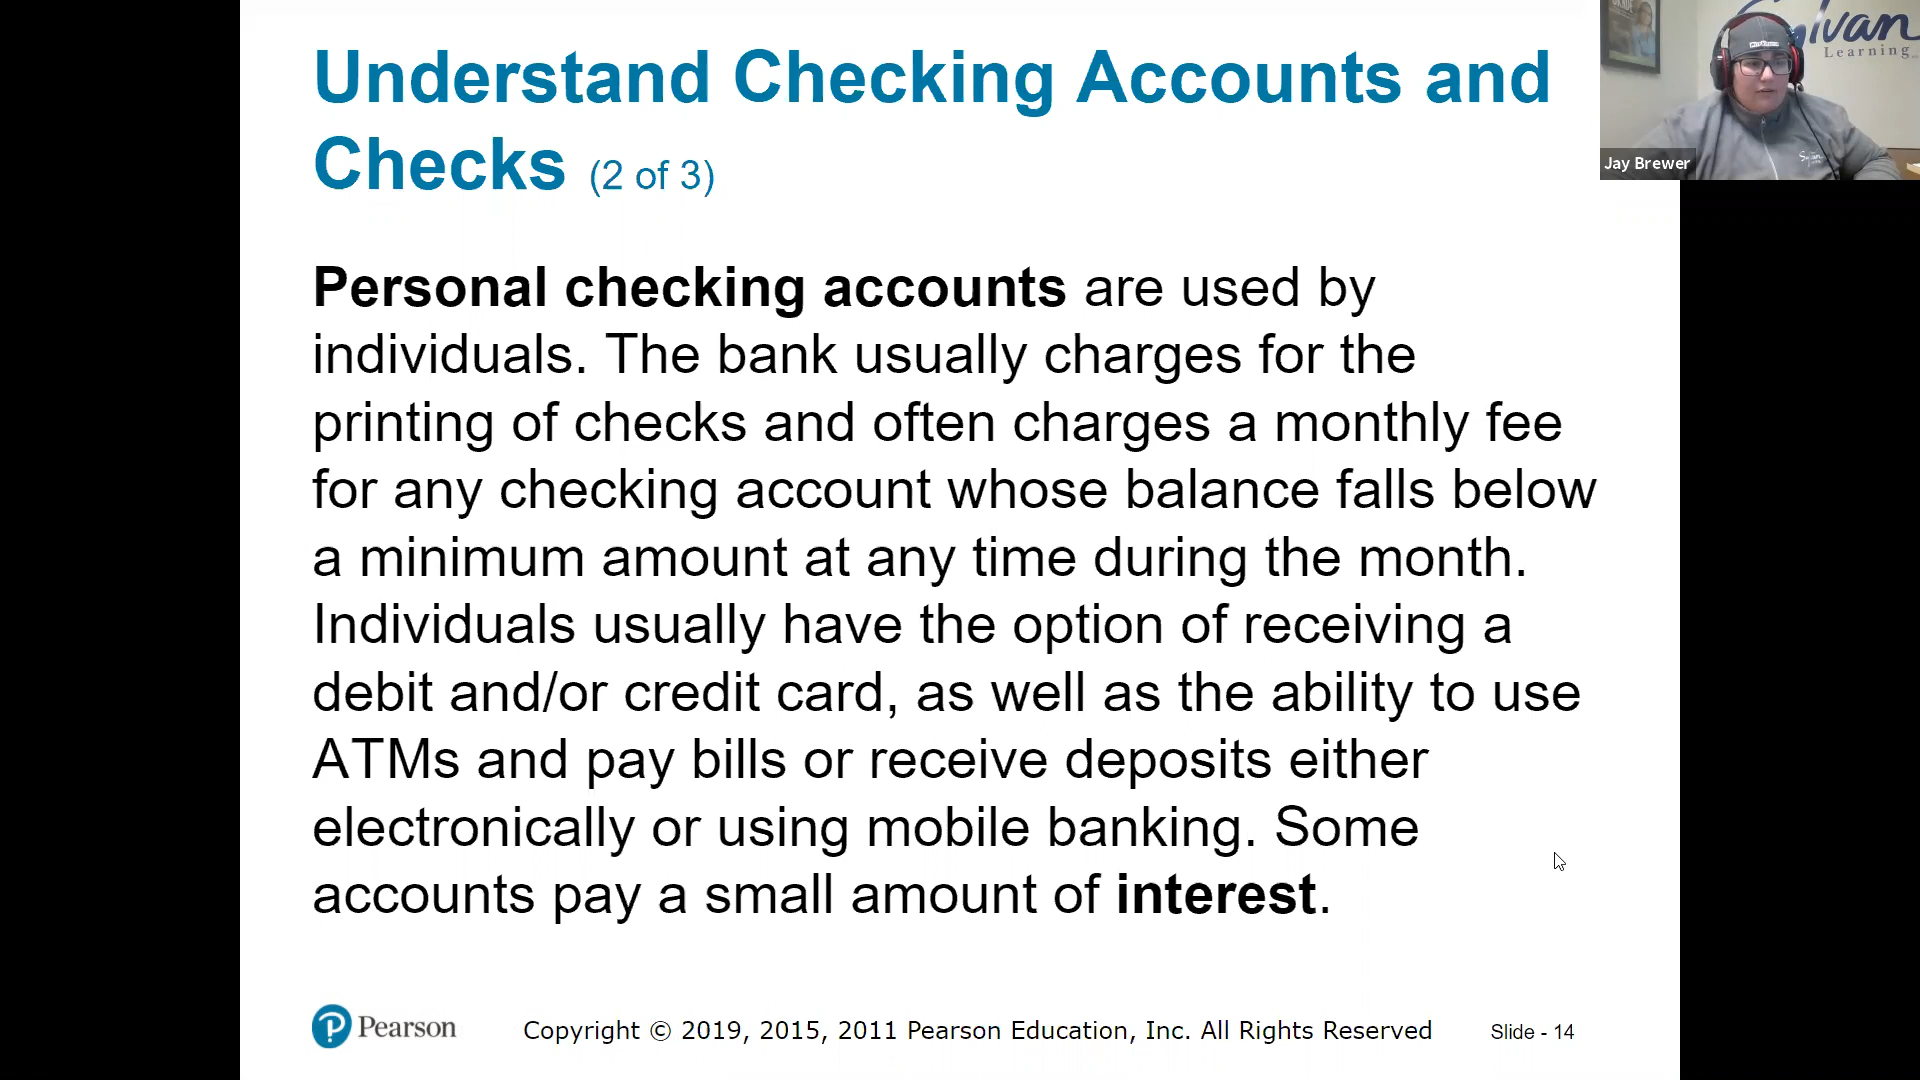 Understand Checking Accounts and
Checks (2 of 3)
Personal checking accounts are used by
individuals. The bank usually charges for the
printing of checks and often charges a monthly fee
for any checking account whose balance falls below
a minimum amount at any time during the month.
Individuals usually have the option of receiving a
debit and/or credit card, as well as the ability to use
ATMs and pay bills or receive deposits either
electronically or using mobile banking. Some
accounts pay a small amount of interest.
Pearson
Copyright © 2019, 2015, 2011 Pearson Education, Inc. All Rights Reserved
Slide - 14
Sylvan
Learning
Jay Brewer